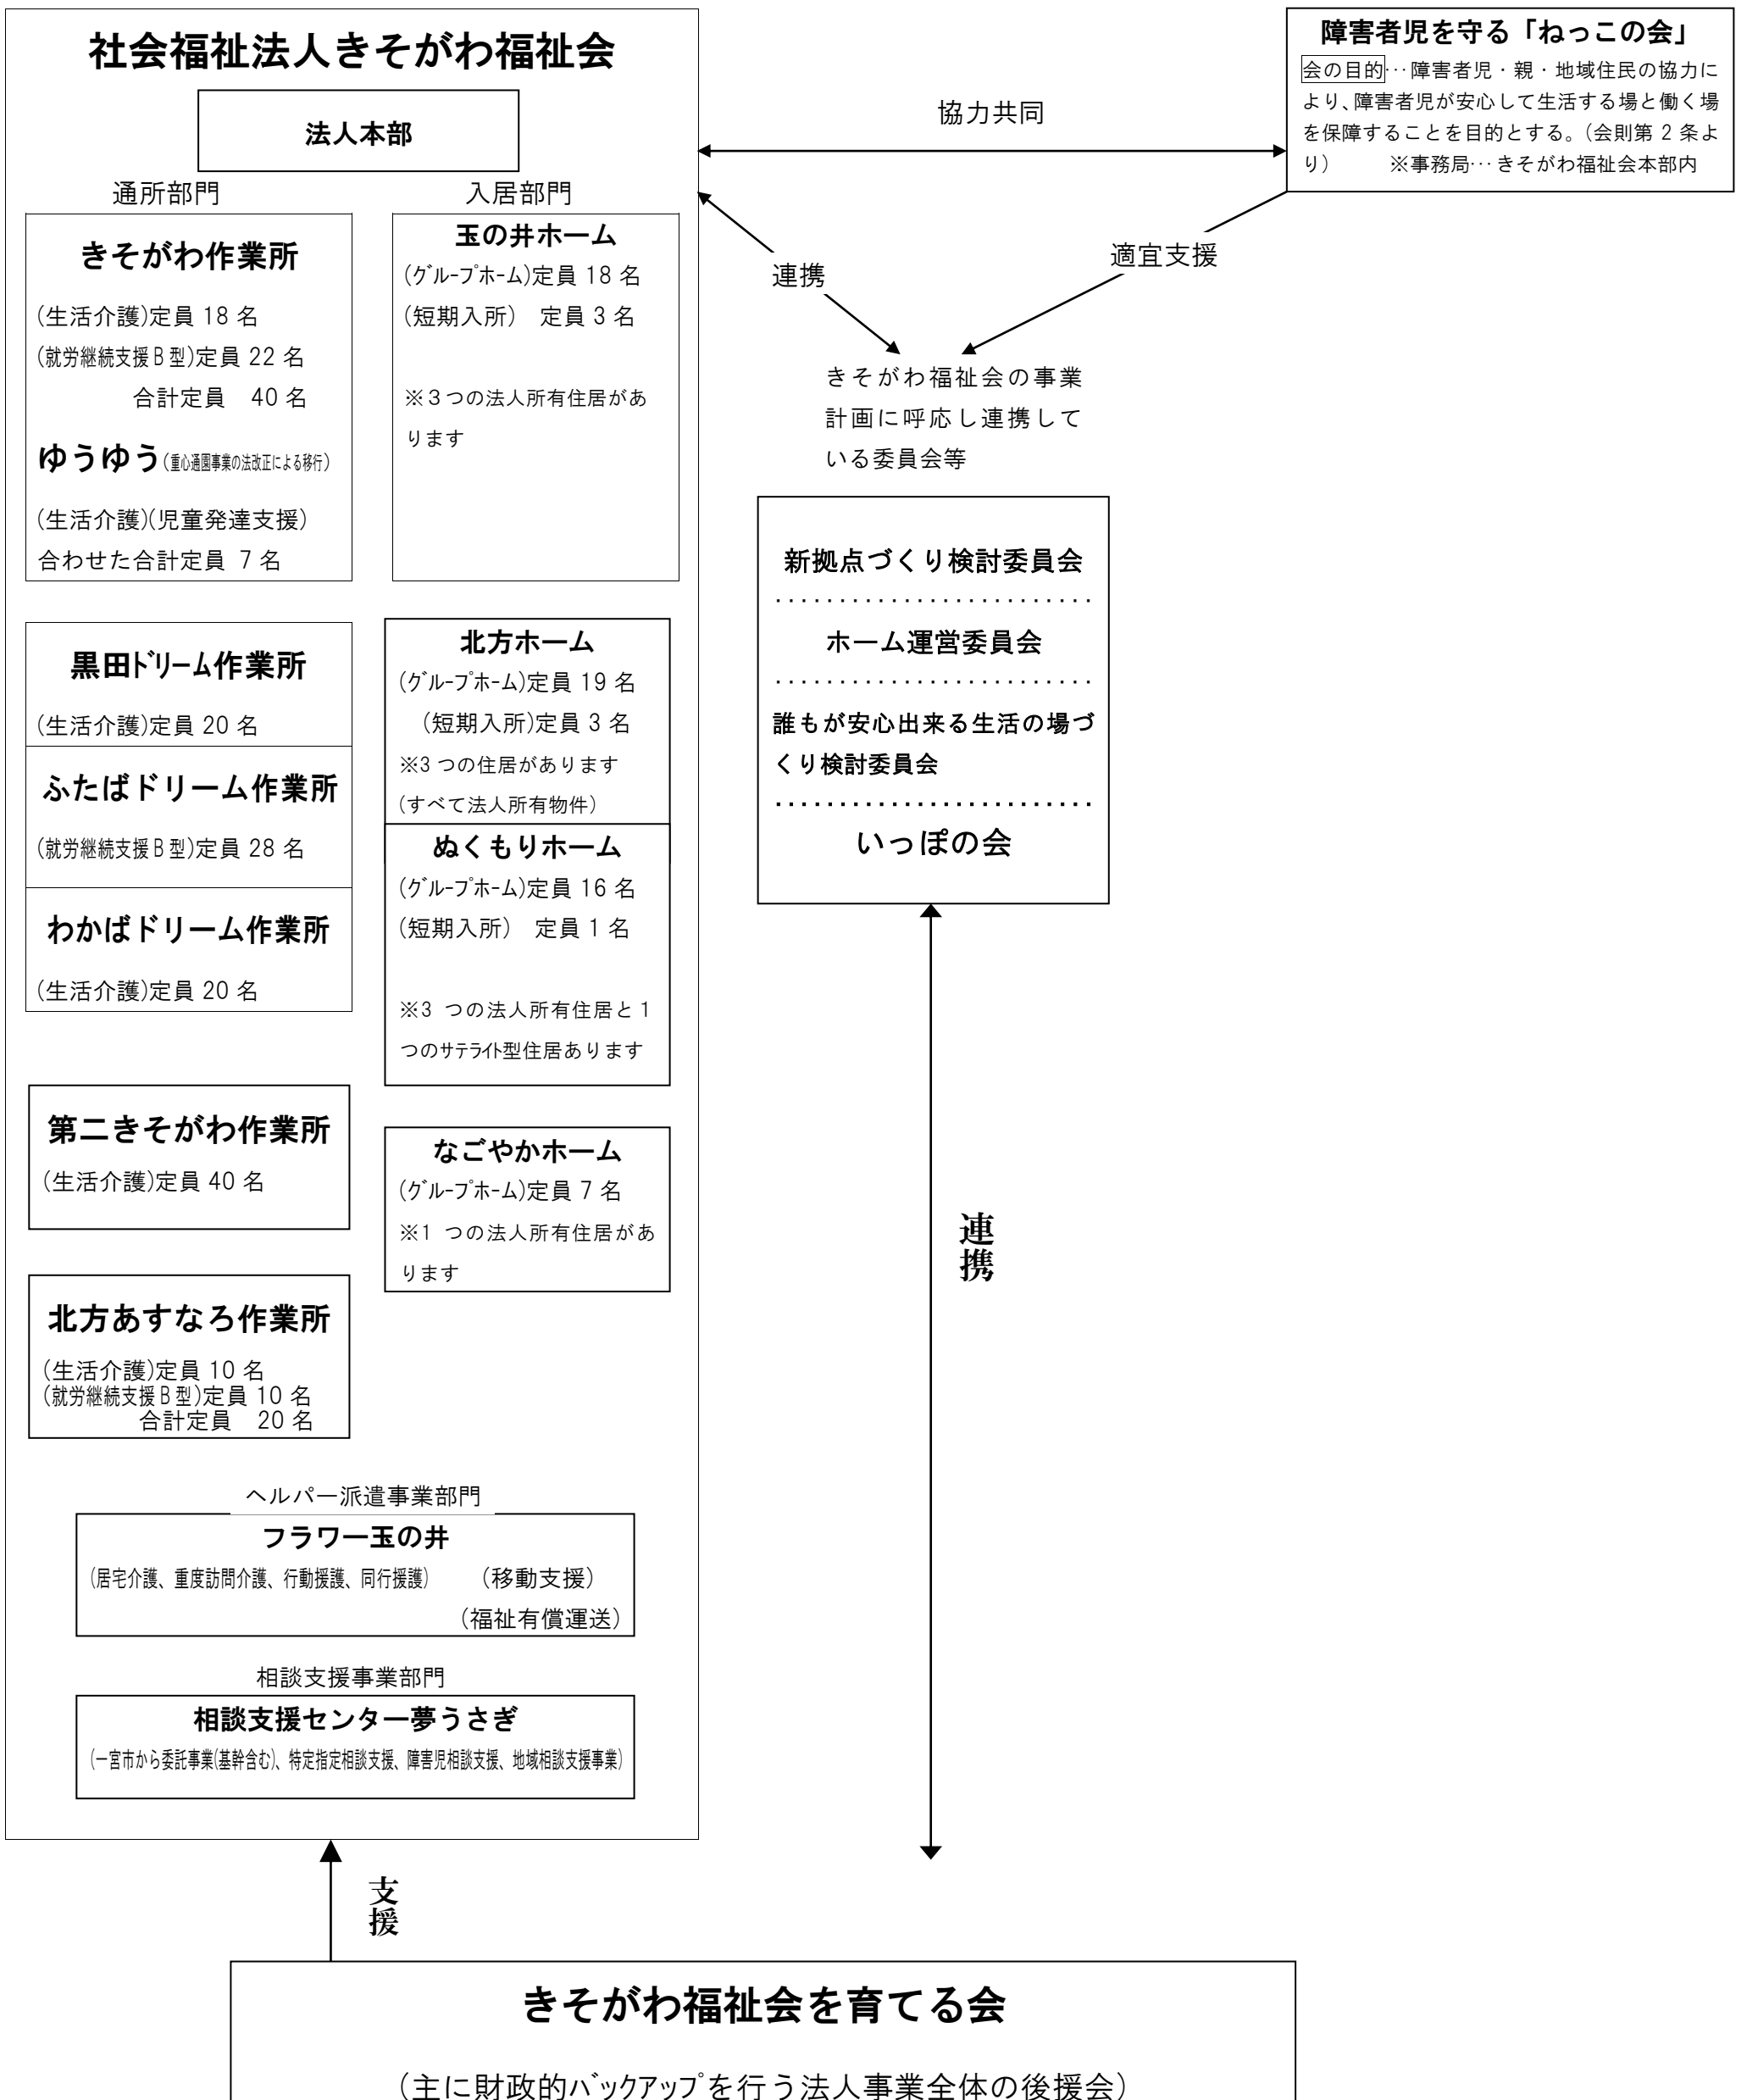 社会福祉法人きそがわ福祉会
法人本部
通所部門
きそがわ作業所
(生活介護)定員 18 名
(就労継続支援B型)定員 22 名
合計定員　40 名
ゆうゆう(重心通園事業の法改正による移行)
(生活介護)(児童発達支援)
合わせた合計定員 7 名
黒田ﾄﾞﾘｰﾑ作業所
(生活介護)定員 20 名
ふたばドリーム作業所
(就労継続支援B型)定員 28 名
わかばドリーム作業所
(生活介護)定員 20 名
第二きそがわ作業所
(生活介護)定員 40 名
北方あすなろ作業所
(生活介護)定員 10 名
(就労継続支援B型)定員 10 名
合計定員　20 名
入居部門
玉の井ホーム
(ｸﾞﾙｰﾌﾟﾎｰﾑ)定員 18 名
(短期入所)　定員 3 名
※３つの法人所有住居があ
ります
北方ホーム
(ｸﾞﾙｰﾌﾟﾎｰﾑ)定員 19 名
(短期入所)定員 3 名
※3 つの住居があります
(すべて法人所有物件)
ぬくもりホーム
(ｸﾞﾙｰﾌﾟﾎｰﾑ)定員 16 名
(短期入所)　定員 1 名
※3 つの法人所有住居と１
つのｻﾃﾗｲﾄ型住居あります
なごやかホーム
(ｸﾞﾙｰﾌﾟﾎｰﾑ)定員 7 名
※1 つの法人所有住居があ
ります
ヘルパー派遣事業部門
フラワー玉の井
(居宅介護、重度訪問介護、行動援護、同行援護)　(移動支援)
(福祉有償運送)
相談支援事業部門
相談支援センター夢うさぎ
(一宮市から委託事業(基幹含む)、特定指定相談支援、障害児相談支援、地域相談支援事業)
協力共同
障害者児を守る「ねっこの会」
会の目的…障害者児・親・地域住民の協力に
より、障害者児が安心して生活する場と働く場
を保障することを目的とする。(会則第 2 条よ
り)　※事務局…きそがわ福祉会本部内
連携
適宜支援
きそがわ福祉会の事業
計画に呼応し連携して
いる委員会等
新拠点づくり検討委員会
ホーム運営委員会
誰もが安心出来る生活の場づ
くり検討委員会
いっぽの会
連携
支援
きそがわ福祉会を育てる会
(主に財政的ﾊﾞｯｸｱｯﾌﾟを行う法人事業全体の後援会)